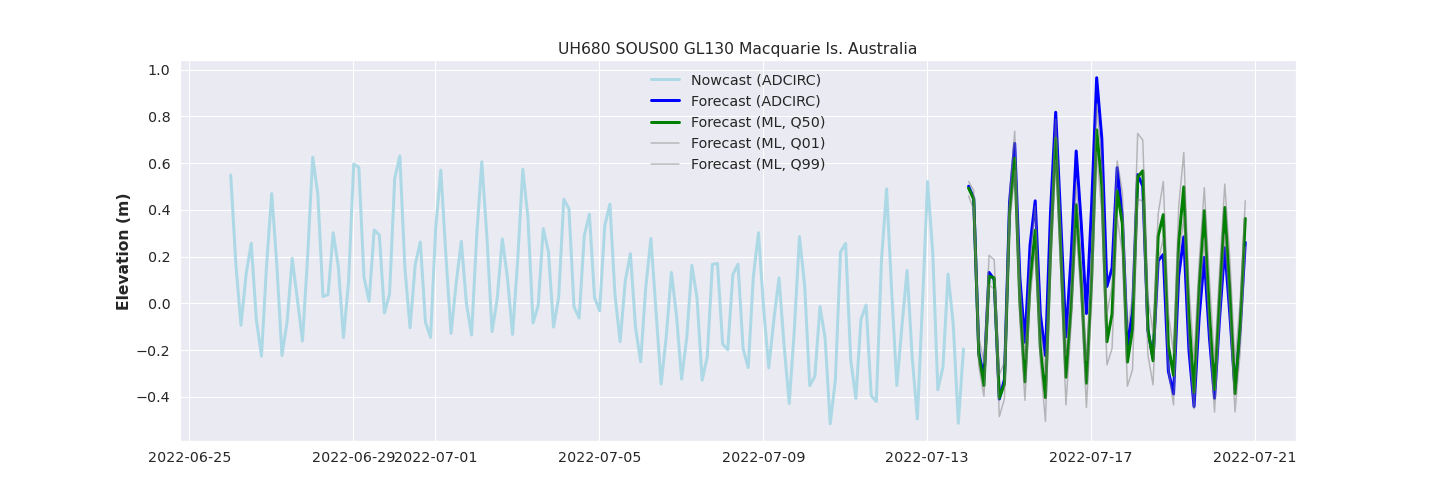 UH680 SOUS00 GL130 Macquarie Is. Australia
Nowcast (ADCIRC)
Forecast (ADCIRC)
Forecast (ML, Q50)
Forecast (ML, Q01)
Forecast (ML, Q99)
Elevation (m)
1.0
0.8
0.6
0.4
0.2
0.0
−0.2
−0.4
2022-06-25 2022-06-29 2022-07-01 2022-07-05 2022-07-09 2022-07-13 2022-07-17 2022-07-21